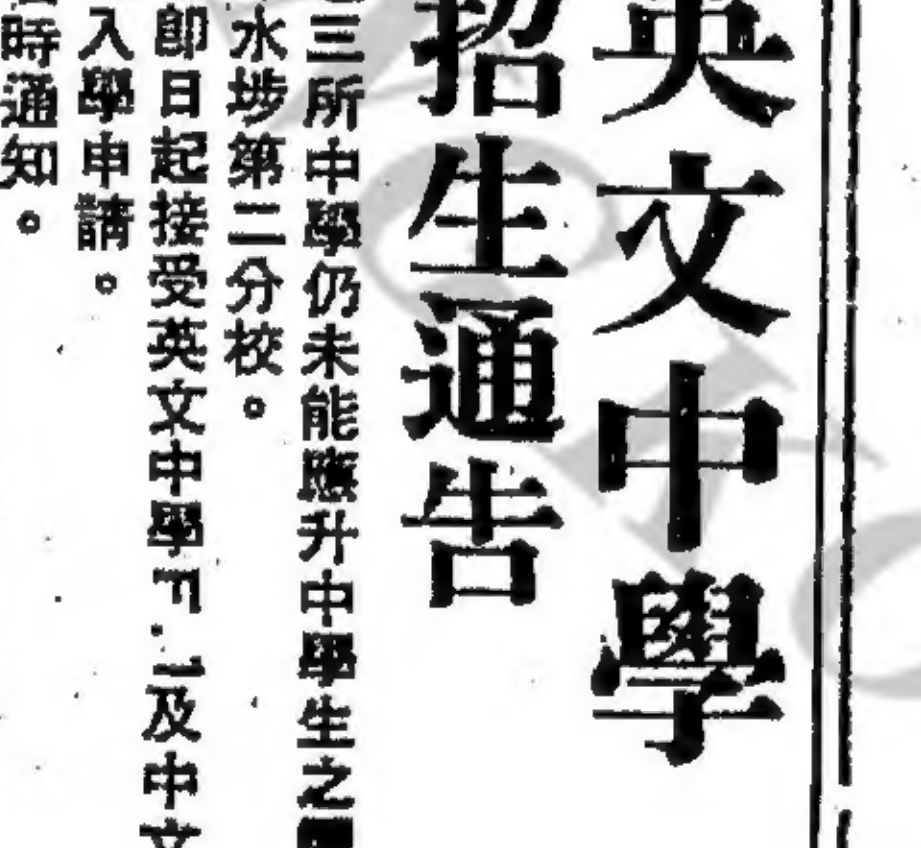 英文中學
招生通告
三所中學仍未能應升中學生之
水埗第二分校。
即日起接受英文中學F.1及中文
入學申請。
時通知。